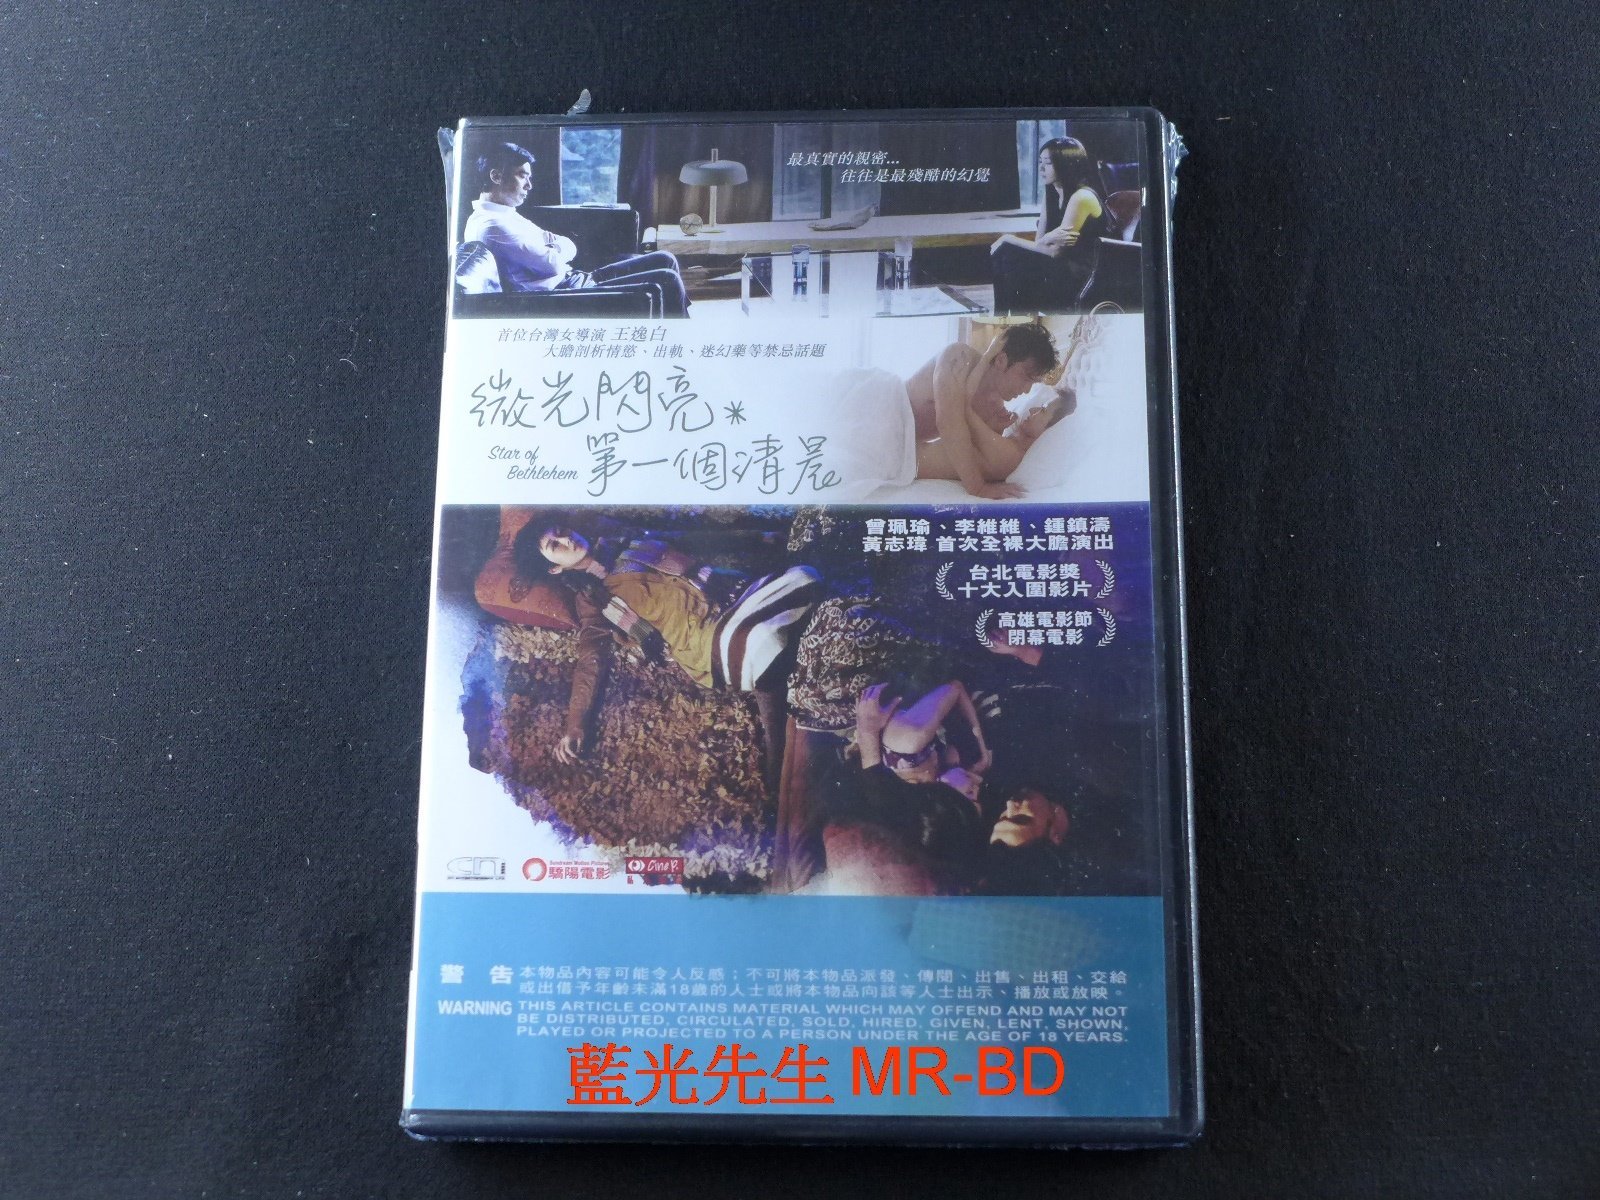 最真實的親密...
往往是最殘酷的幻覺
首位台灣女導演 王逸白
大膽剖析情慾、出軌、迷幻藥等禁忌話題
微光閃亮*
Star of
Bethlehem
第一個清晨
曾珮瑜、李維維、鍾鎮濤
黃志瑋 首次全裸大膽演出
台北電影獎
十大入圍影片
高雄電影節
閉幕電影
Sundream Motion Pictures
驕陽電影
Cine P.
警告 本物品內容可能令人反感；不可將本物品派發、傳閱、出售、出租、交給
或出借予年齡未滿18歲的人士或將本物品向該等人士出示、播放或放映。
WARNING THIS ARTICLE CONTAINS MATERIAL WHICH MAY OFFEND AND MAY NOT
BE DISTRIBUTED, CIRCULATED, SOLD, HIRED, GIVEN, LENT, SHOWN,
PLAYED OR PROJECTED TO A PERSON UNDER THE AGE OF 18 YEARS.
藍光先生 MR-BD